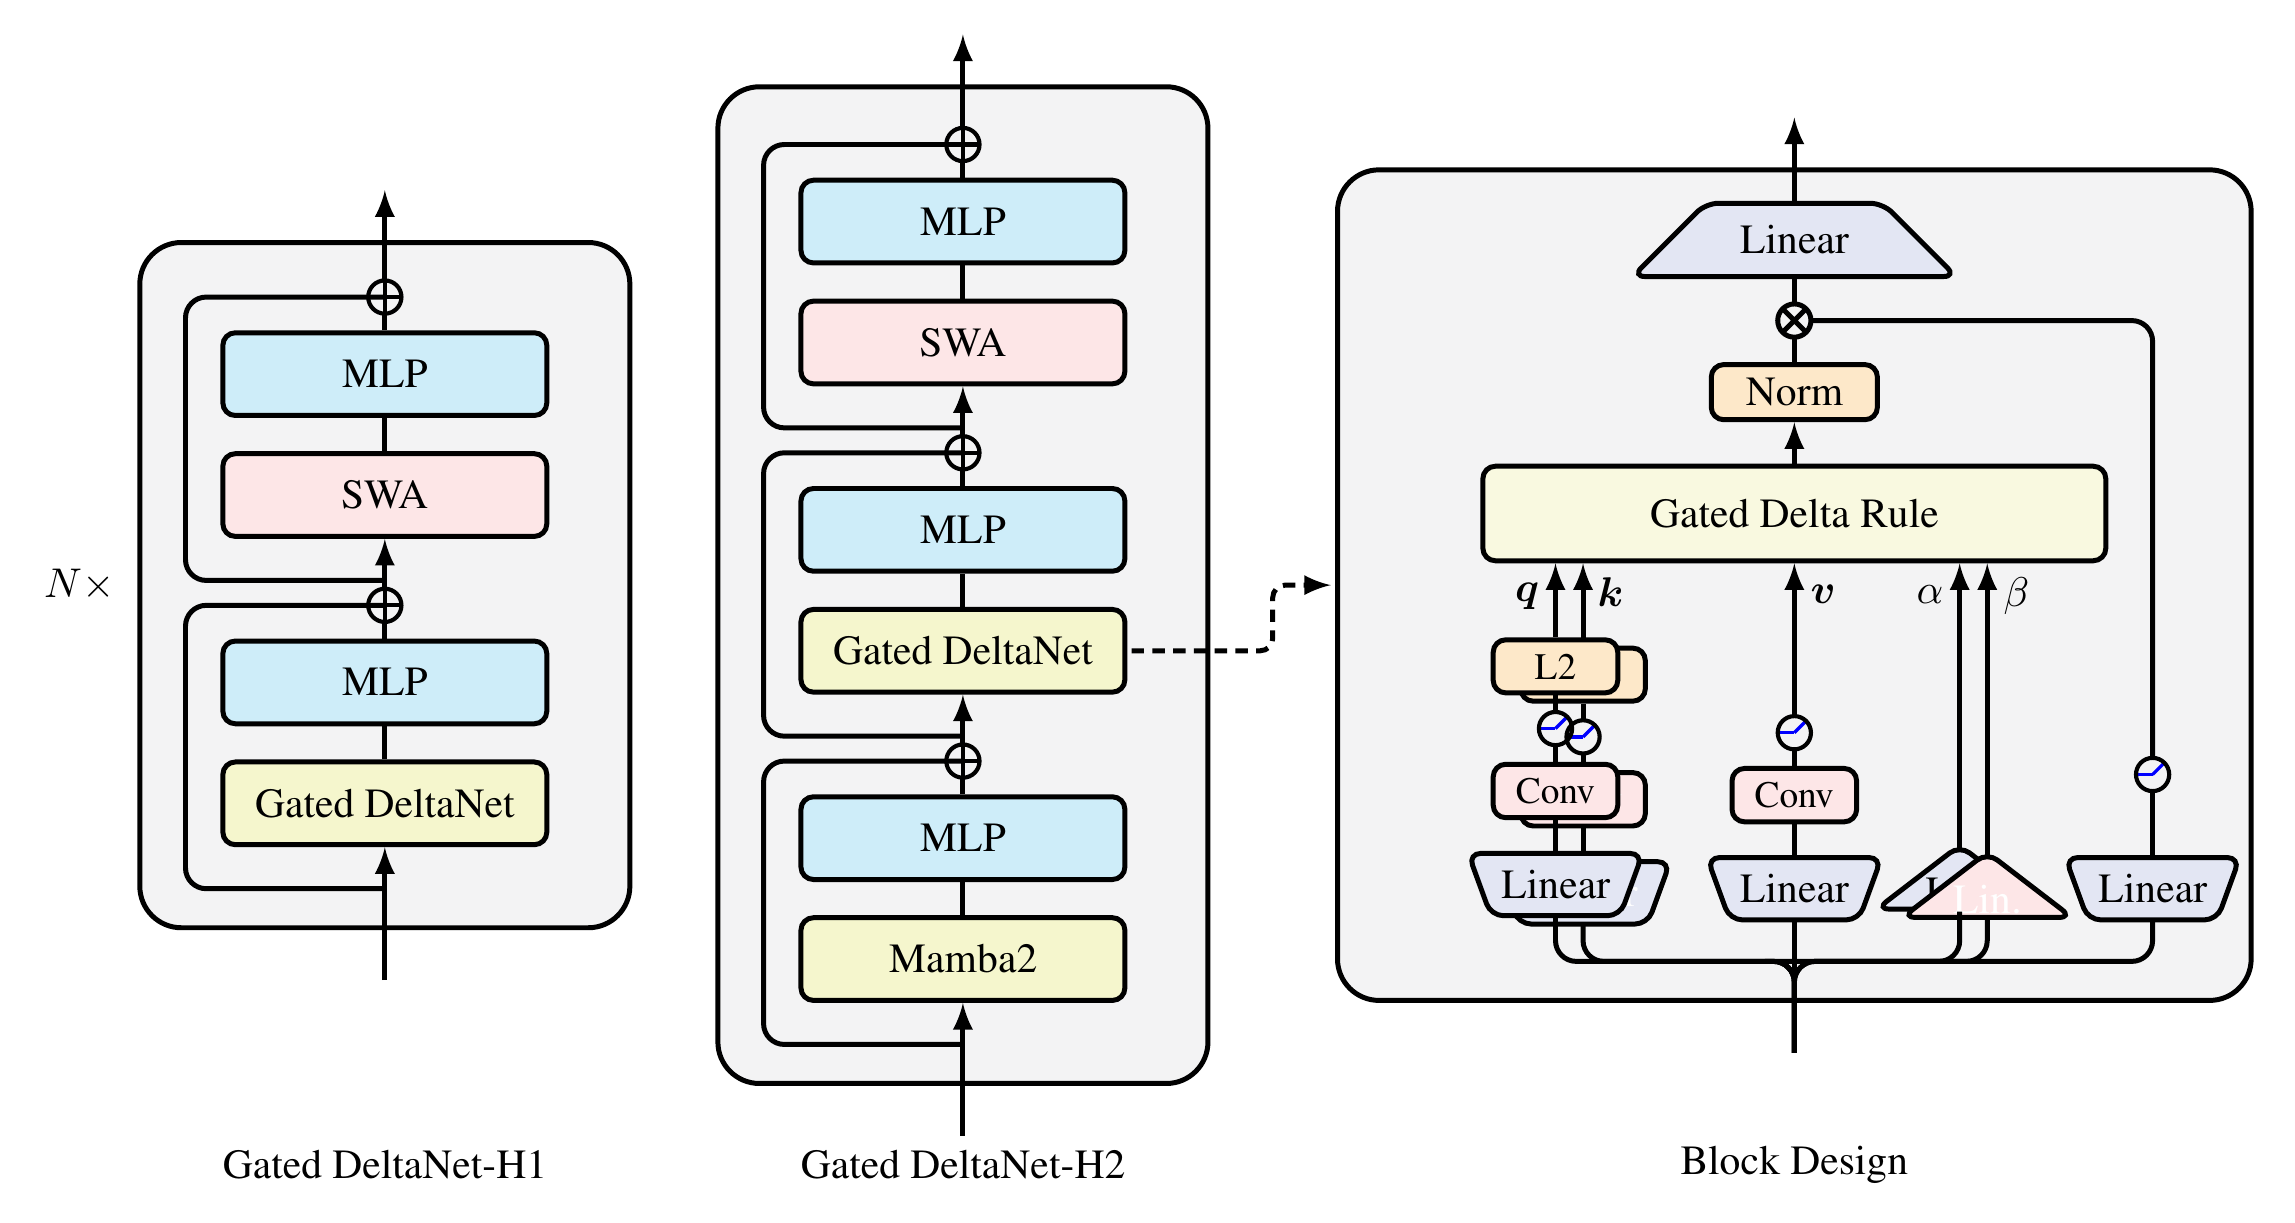 N×
MLP
SWA
MLP
Gated DeltaNet
Gated DeltaNet-H1
MLP
SWA
MLP
Gated DeltaNet
MLP
Mamba2
Gated DeltaNet-H2
Linear
Norm
Gated Delta Rule
q k v α β
L2
Conv Conv
Linear Linear Lin. Linear
Block Design